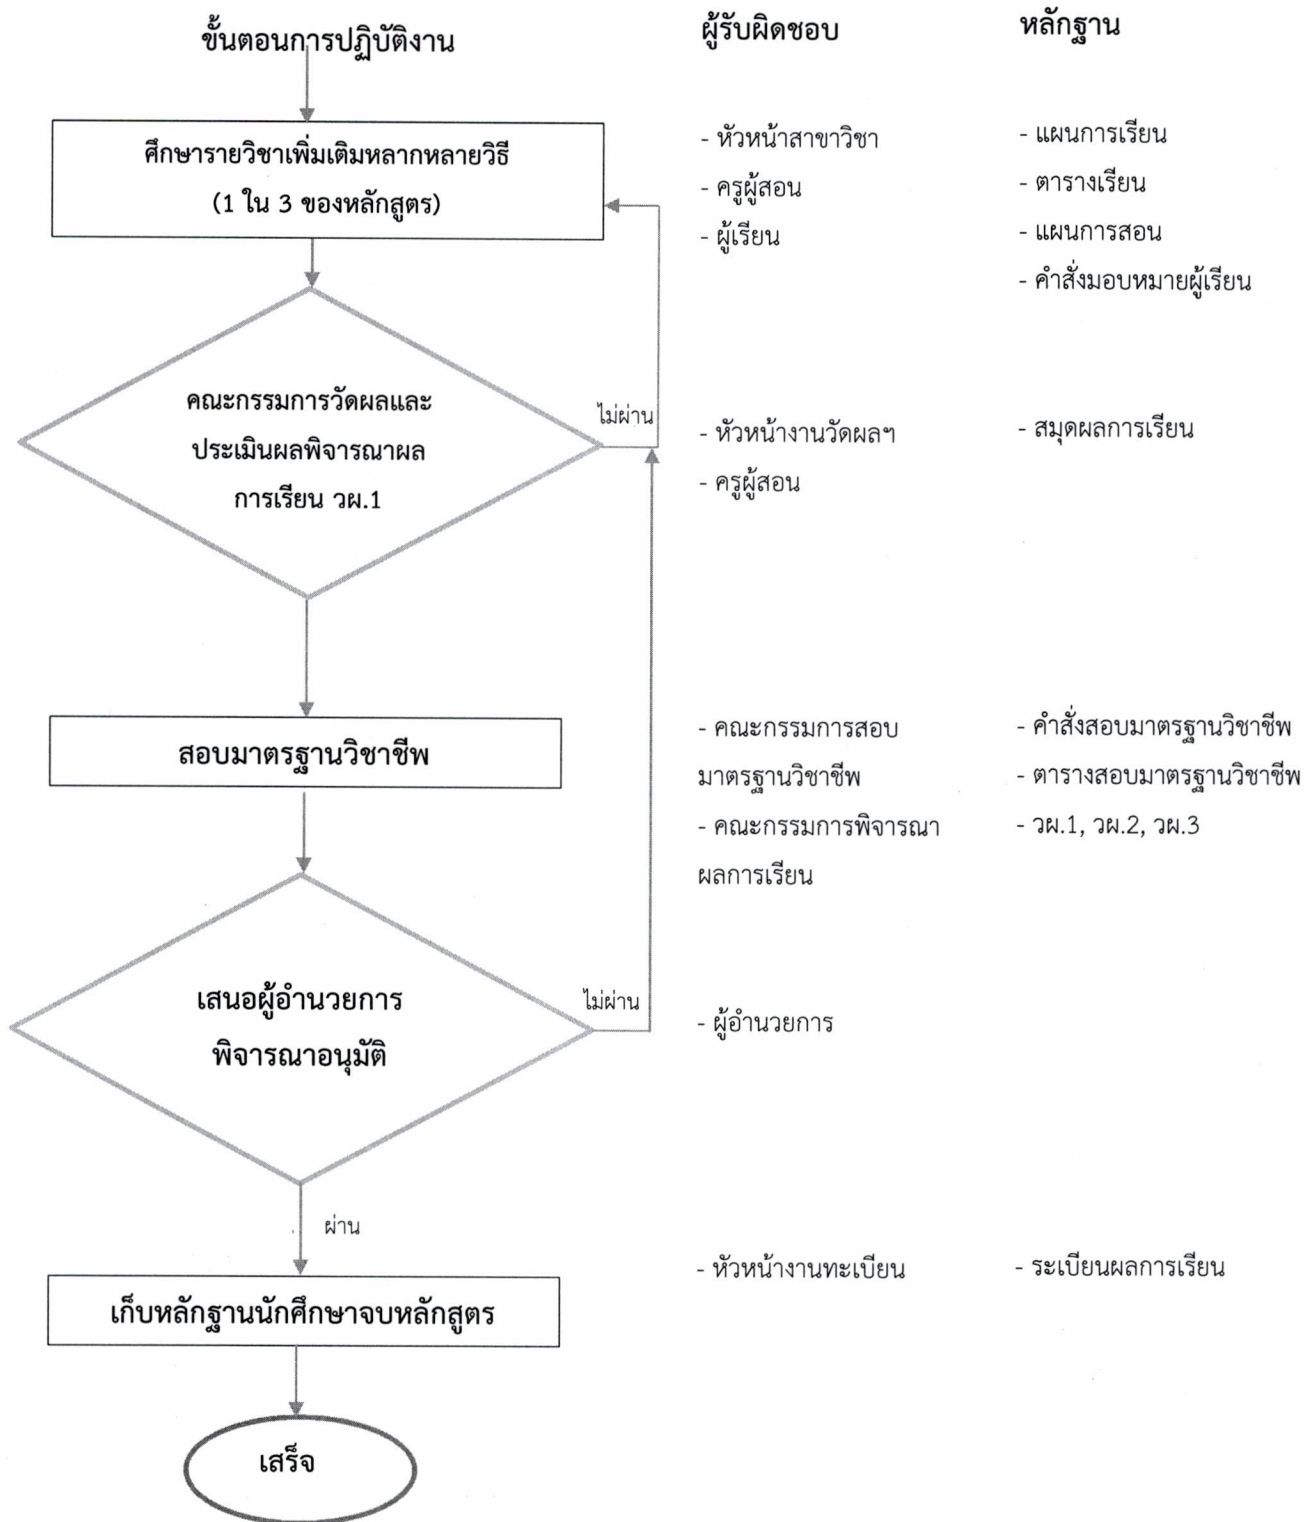 ขั้นตอนการปฏิบัติงาน
ผู้รับผิดชอบ
หลักฐาน
ศึกษารายวิชาเพิ่มเติมหลากหลายวิธี
(1 ใน 3 ของหลักสูตร)
- หัวหน้าสาขาวิชา
- ครูผู้สอน
- ผู้เรียน
- แผนการเรียน
- ตารางเรียน
- แผนการสอน
- คำสั่งมอบหมายผู้เรียน
คณะกรรมการวัดผลและ
ประเมินผลพิจารณาผล
การเรียน วผ.1
ไม่ผ่าน
- หัวหน้างานวัดผลฯ
- ครูผู้สอน
- สมุดผลการเรียน
สอบมาตรฐานวิชาชีพ
- คณะกรรมการสอบ
มาตรฐานวิชาชีพ
- คณะกรรมการพิจารณา
ผลการเรียน
- คำสั่งสอบมาตรฐานวิชาชีพ
- ตารางสอบมาตรฐานวิชาชีพ
- วผ.1, วผ.2, วผ.3
เสนอผู้อำนวยการ
พิจารณาอนุมัติ
ไม่ผ่าน
- ผู้อำนวยการ
ผ่าน
เก็บหลักฐานนักศึกษาจบหลักสูตร
- หัวหน้างานทะเบียน
- ระเบียนผลการเรียน
เสร็จ